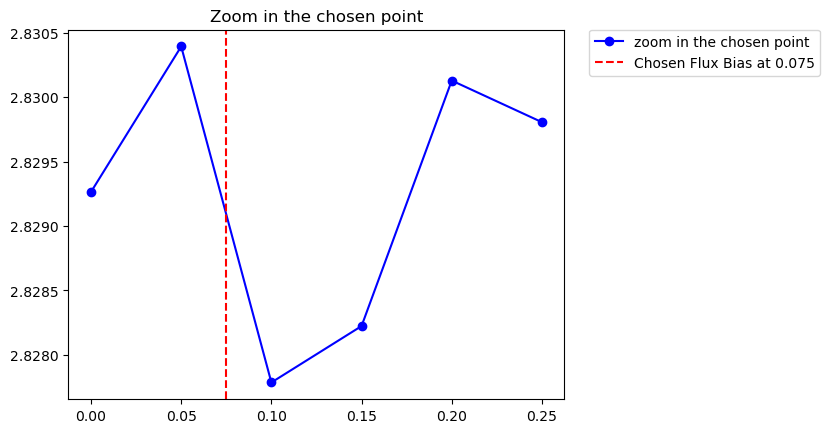 Zoom in the chosen point
zoom in the chosen point
Chosen Flux Bias at 0.075
2.8305
2.8300
2.8295
2.8290
2.8285
2.8280
0.00 0.05 0.10 0.15 0.20 0.25